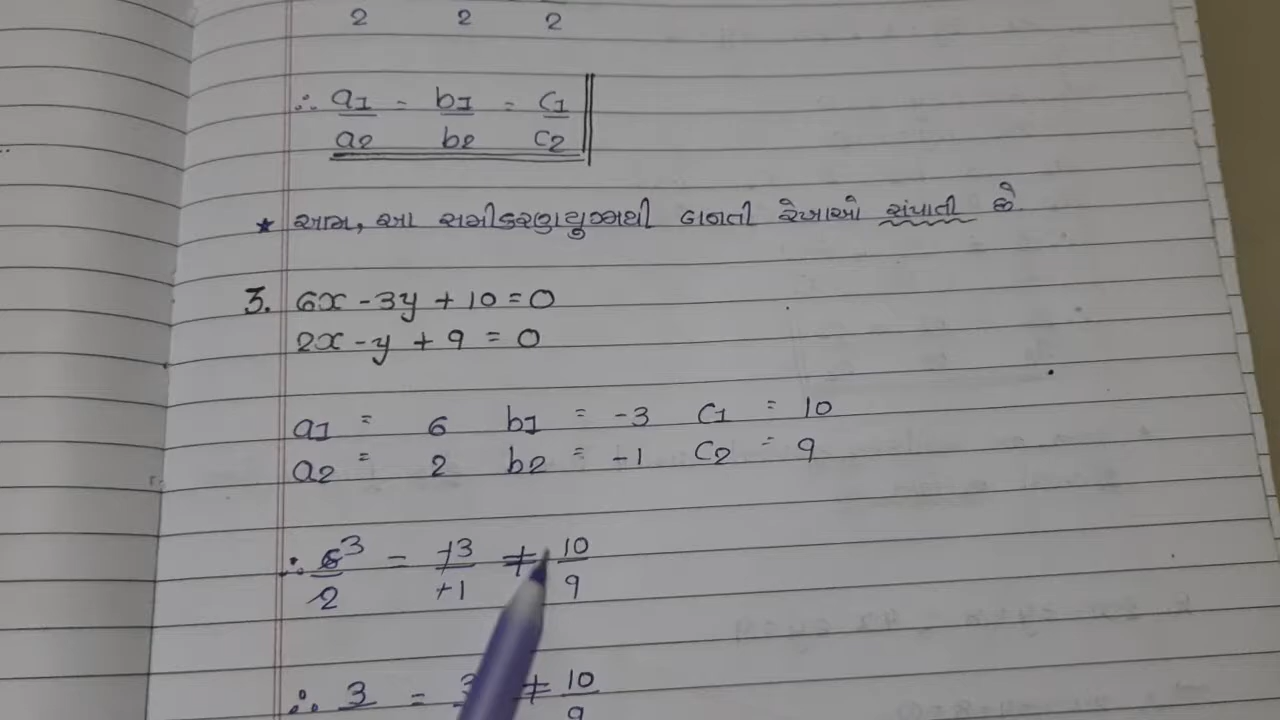 2 2 2
∴ a1 = b1 = c1
a2 b2 c2
★ આમ, આ સમીકરણયુગ્મથી બનતી રેખાઓ સંપાતી છે.
3. 6x - 3y + 10 = 0
2x - y + 9 = 0
a1 = 6 b1 = -3 c1 = 10
a2 = 2 b2 = +1 c2 = 9
∴ 6 3 = +3 ≠ 10
2 +1 9
∴ 3 = 3 ≠ 10
9